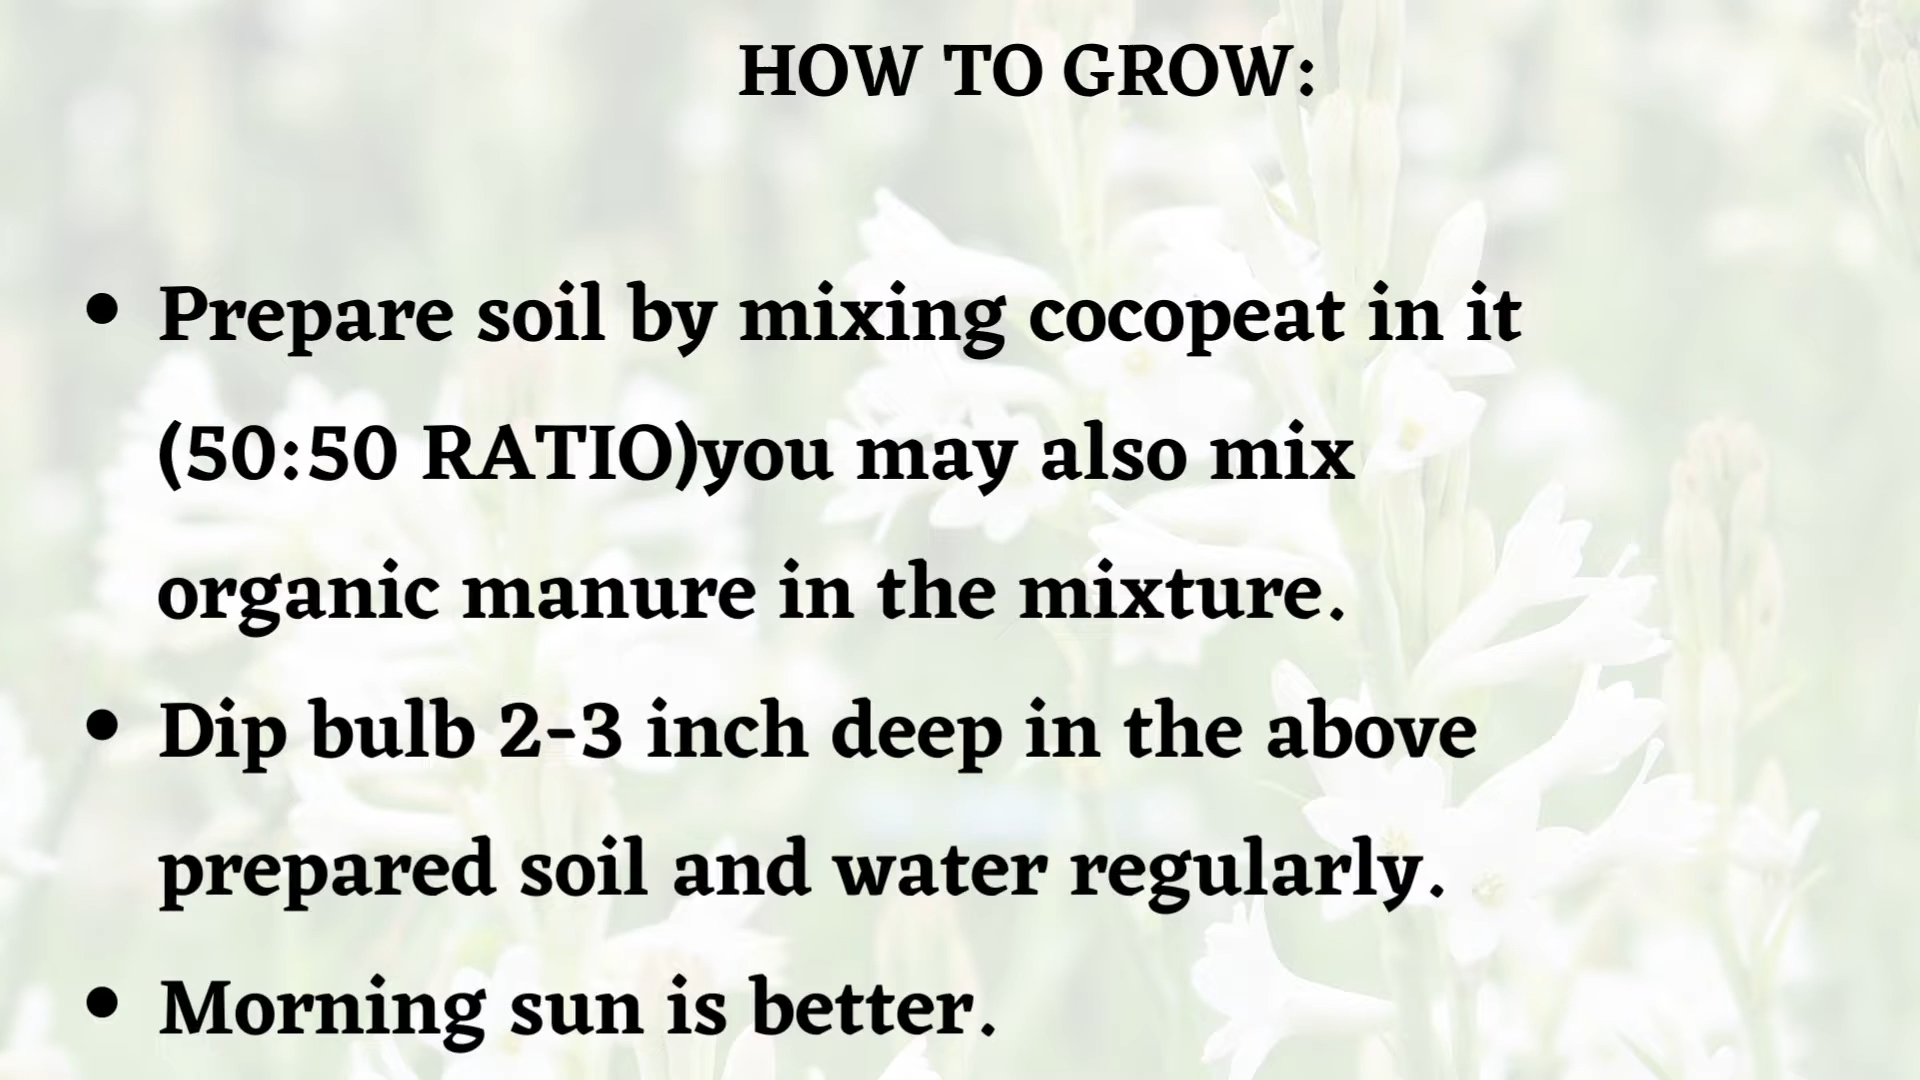 HOW TO GROW:
• Prepare soil by mixing cocopeat in it
(50:50 RATIO)you may also mix
organic manure in the mixture.
• Dip bulb 2-3 inch deep in the above
prepared soil and water regularly.
• Morning sun is better.